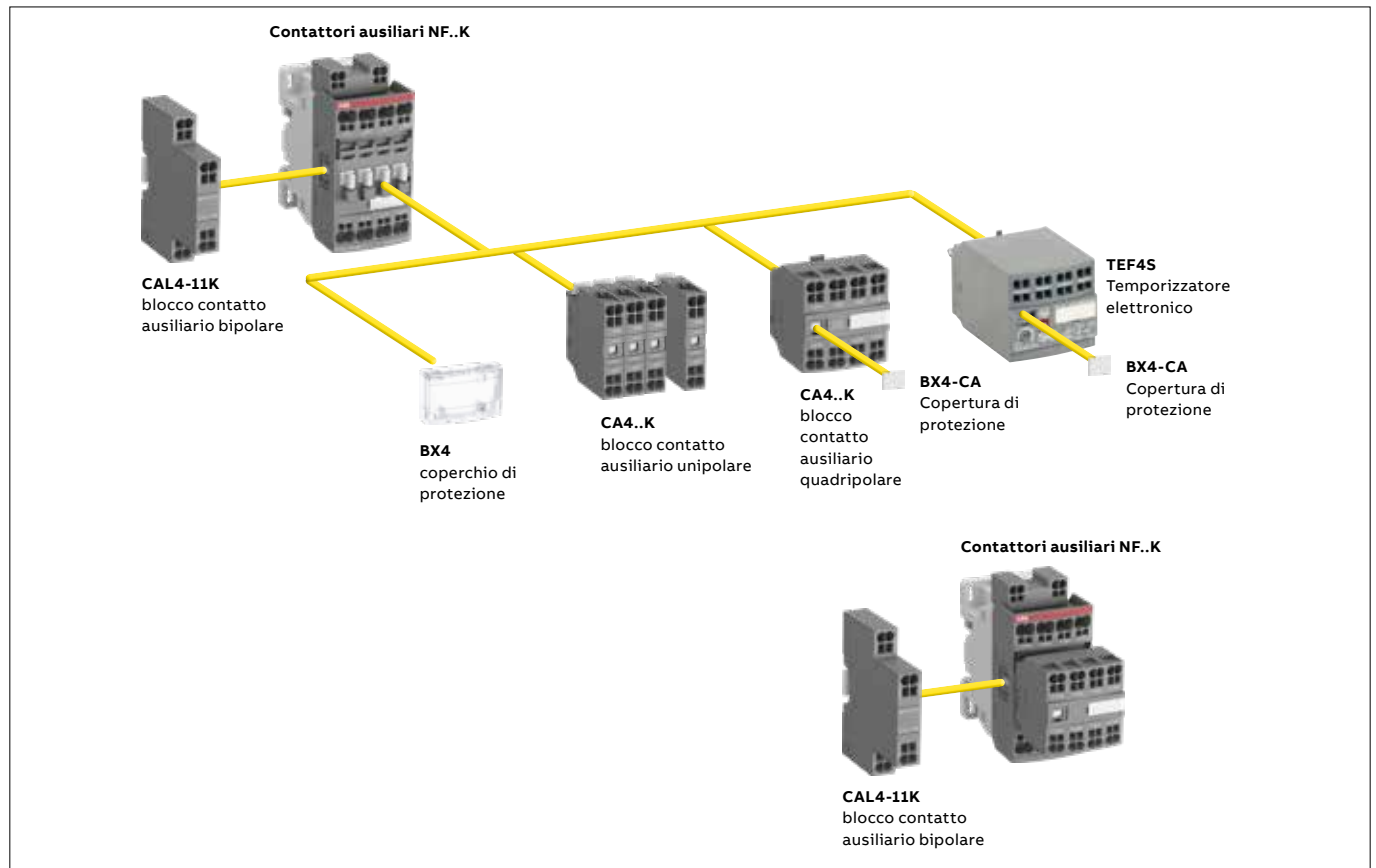 Contattori ausiliari NF..K
CAL4-11K
blocco contatto
ausiliario bipolare
BX4
coperchio di
protezione
CA4..K
blocco contatto
ausiliario unipolare
CA4..K
blocco
contatto
ausiliario
quadripolare
BX4-CA
Copertura di
protezione
TEF4S
Temporizzatore
elettronico
BX4-CA
Copertura di
protezione
Contattori ausiliari NF..K
CAL4-11K
blocco contatto
ausiliario bipolare